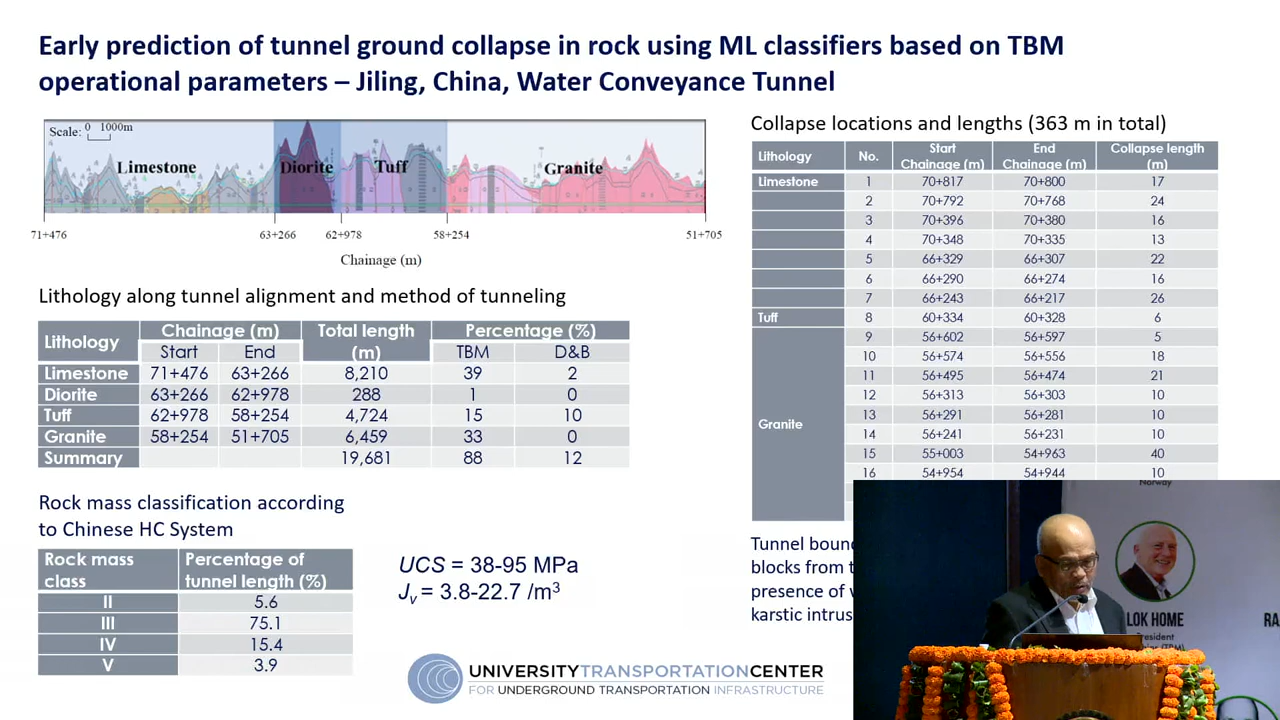 Early prediction of tunnel ground collapse in rock using ML classifiers based on TBM
operational parameters – Jiling, China, Water Conveyance Tunnel
Scale: 0 1000m
Limestone Diorite Tuff Granite
71+476 63+266 62+978 58+254 51+705
Chainage (m)
Lithology along tunnel alignment and method of tunneling
Lithology Chainage (m) Total length (m) Percentage (%)
Start End TBM D&B
Limestone 71+476 63+266 8,210 39 2
Diorite 63+266 62+978 288 1 0
Tuff 62+978 58+254 4,724 15 10
Granite 58+254 51+705 6,459 33 0
Summary 19,681 88 12
Rock mass classification according
to Chinese HC System
Rock mass class Percentage of tunnel length (%)
II 5.6
III 75.1
IV 15.4
V 3.9
UCS = 38-95 MPa
Jv = 3.8-22.7 /m3
Collapse locations and lengths (363 m in total)
Lithology No. Start Chainage (m) End Chainage (m) Collapse length (m)
Limestone 1 70+817 70+800 17
2 70+792 70+768 24
3 70+396 70+380 16
4 70+348 70+335 13
5 66+329 66+307 22
6 66+290 66+274 16
7 66+243 66+217 26
Tuff 8 60+334 60+328 6
9 56+602 56+597 5
10 56+574 56+556 18
11 56+495 56+474 21
12 56+313 56+303 10
Granite 13 56+291 56+281 10
14 56+241 56+231 10
15 55+003 54+963 40
16 54+954 54+944 10
Tunnel
blocks from
presence of
karstic
UNIVERSITYTRANSPORTATIONCENTER
FOR UNDERGROUND TRANSPORTATION INFRASTRUCTURE
Norway
LOK HOME
President